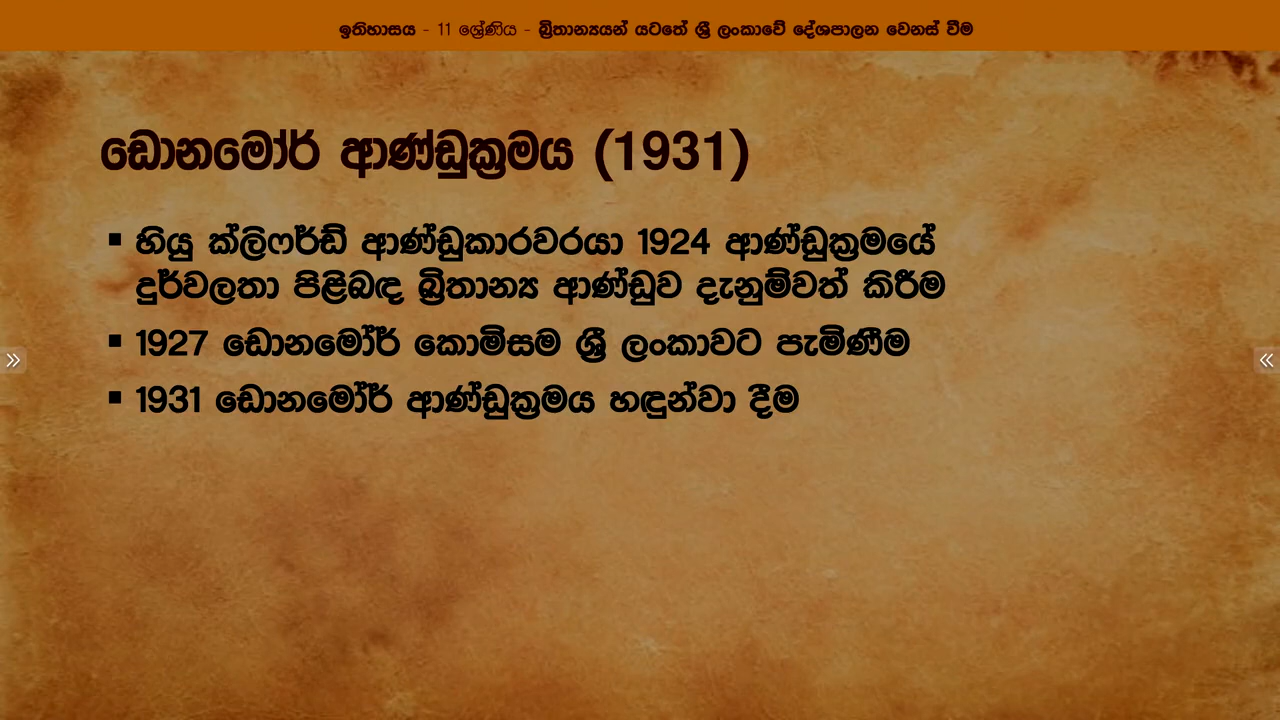 ඉතිහාසය - 11 ශ්‍රේණිය - බ්‍රිතාන්‍යයන් යටතේ ශ්‍රී ලංකාවේ දේශපාලන වෙනස් වීම
ඩොනමෝර් ආණ්ඩුක්‍රමය (1931)
▪ හියු ක්ලිෆර්ඩ් ආණ්ඩුකාරවරයා 1924 ආණ්ඩුක්‍රමයේ
දුර්වලතා පිළිබඳ බ්‍රිතාන්‍ය ආණ්ඩුව දැනුම්වත් කිරීම
▪ 1927 ඩොනමෝර් කොමිසම ශ්‍රී ලංකාවට පැමිණීම
▪ 1931 ඩොනමෝර් ආණ්ඩුක්‍රමය හඳුන්වා දීම